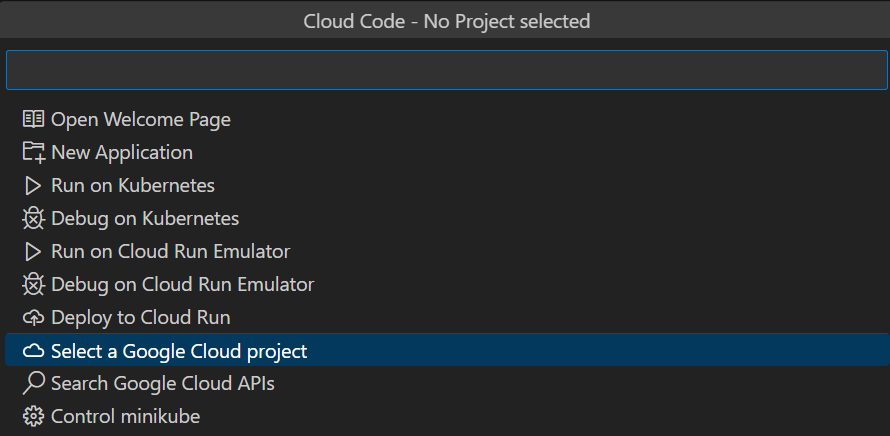 Cloud Code - No Project selected
Open Welcome Page
New Application
Run on Kubernetes
Debug on Kubernetes
Run on Cloud Run Emulator
Debug on Cloud Run Emulator
Deploy to Cloud Run
Select a Google Cloud project
Search Google Cloud APIs
Control minikube